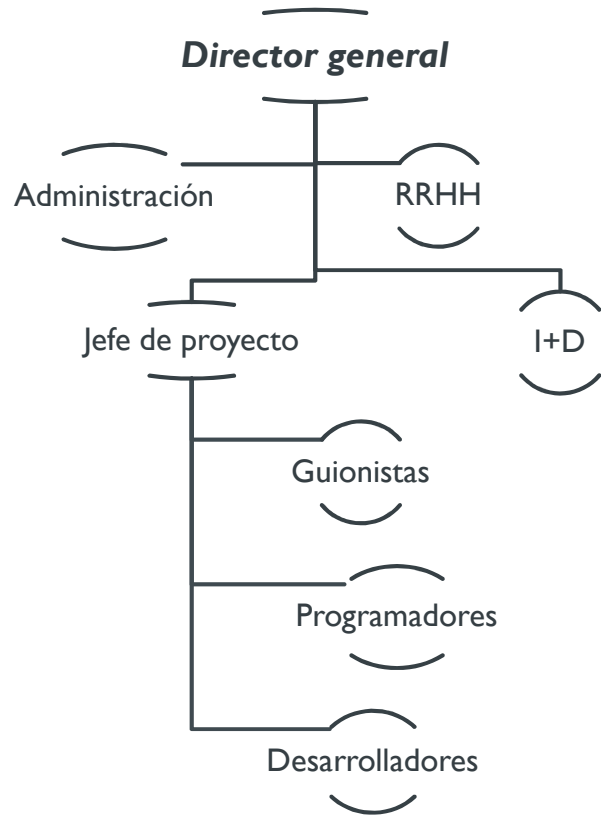 Director general
Administración
RRHH
Jefe de proyecto
I+D
Guionistas
Programadores
Desarrolladores